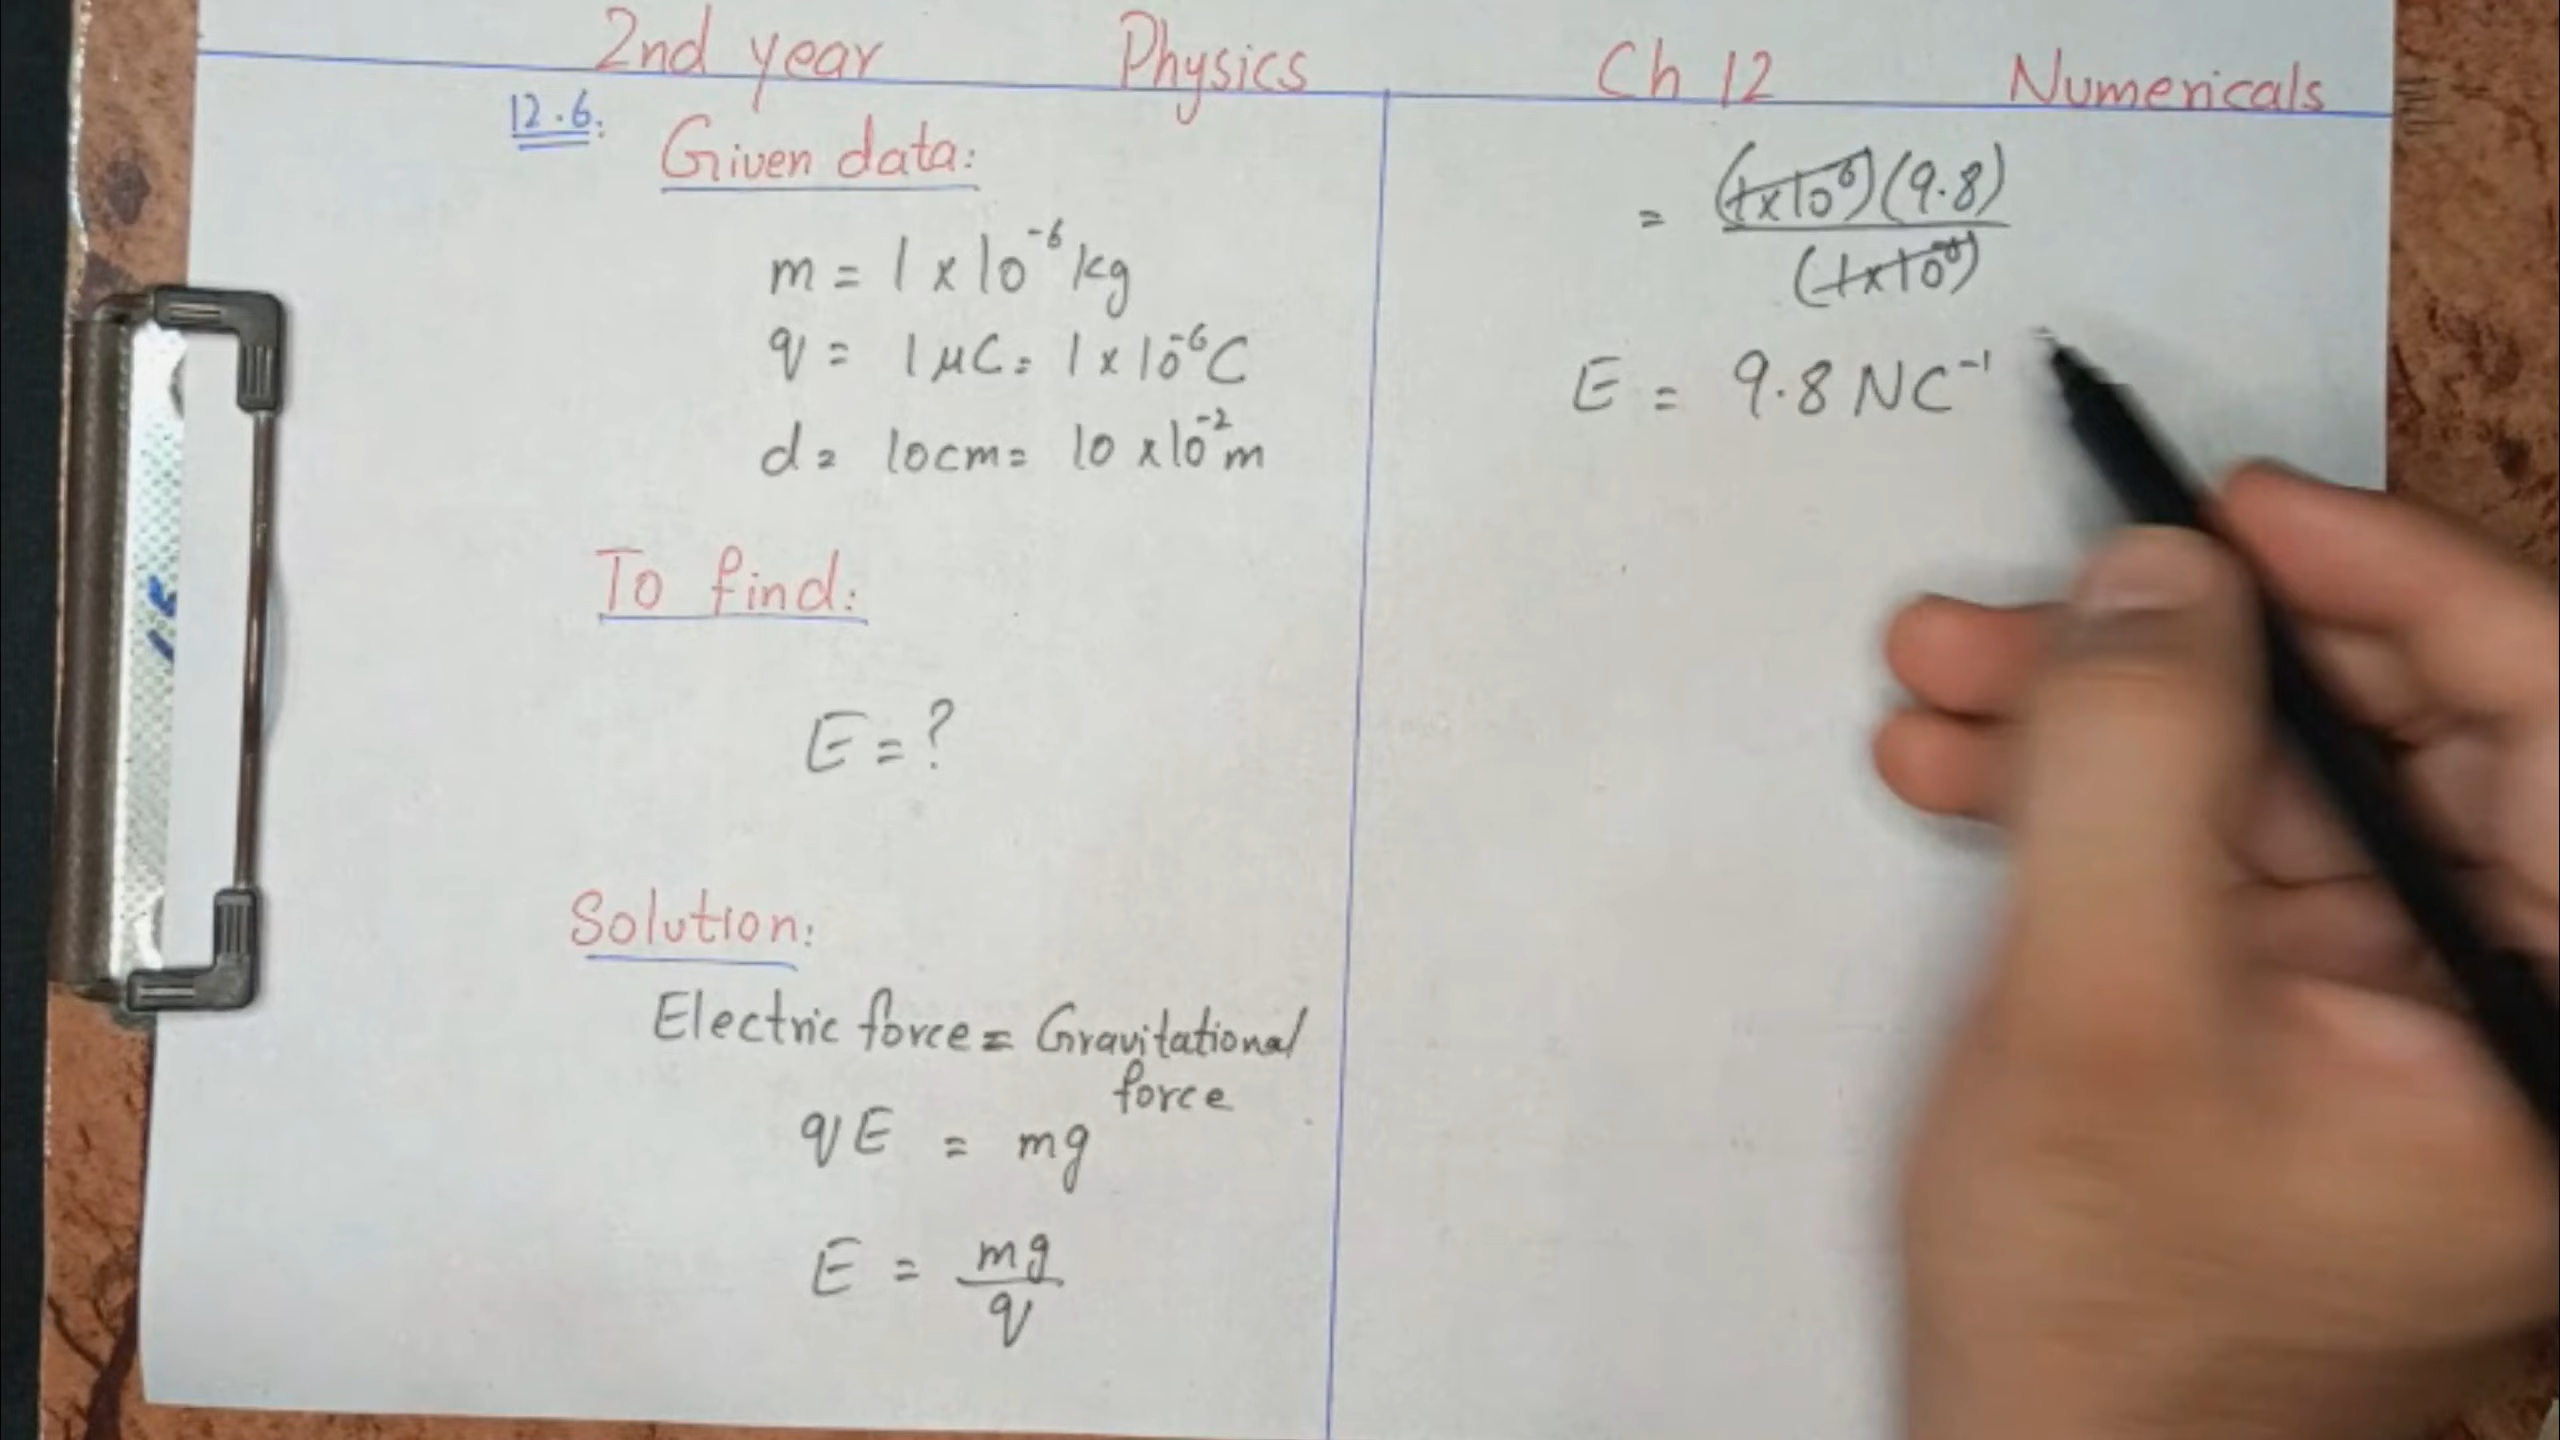 2nd year Physics Ch 12 Numericals
12.6:
Given data:
m = 1 x 10⁻⁶ kg
q = 1 μC = 1 x 10⁻⁶ C
d = 10cm = 10 x 10⁻² m
To find:
E = ?
Solution:
Electric force = Gravitational
force
qE = mg
E = mg/q
= (1x10⁻⁶)(9.8)/(1x10⁻⁶)
E = 9.8 NC⁻¹